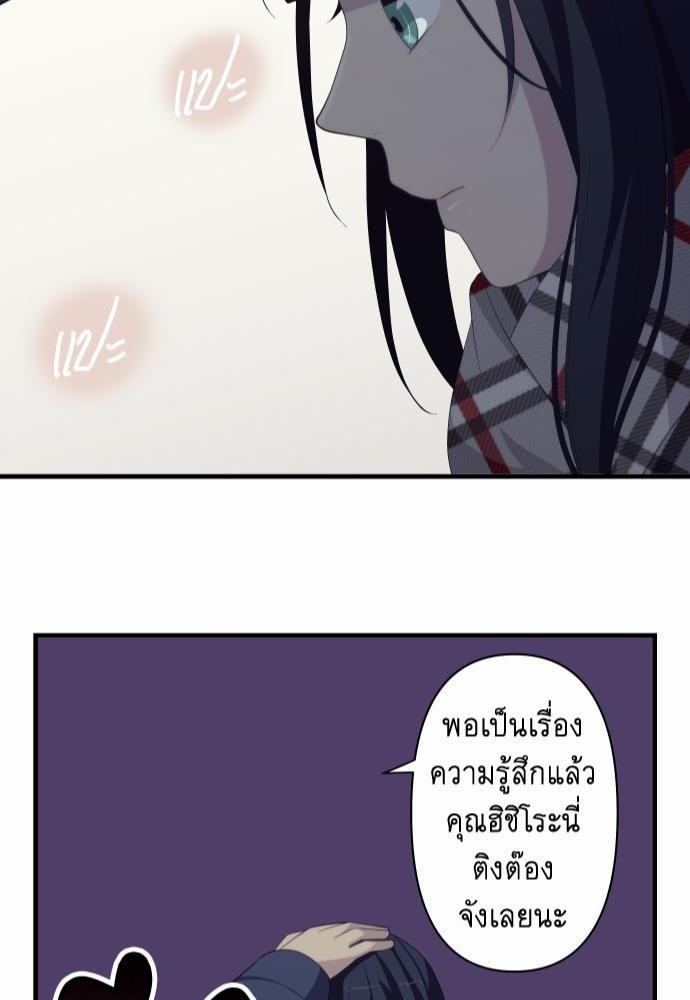 แปะ
แปะ
พอเป็นเรื่อง
ความรู้สึกแล้ว
คุณฮิชิโระนี่
ติงต๊อง
จังเลยนะ